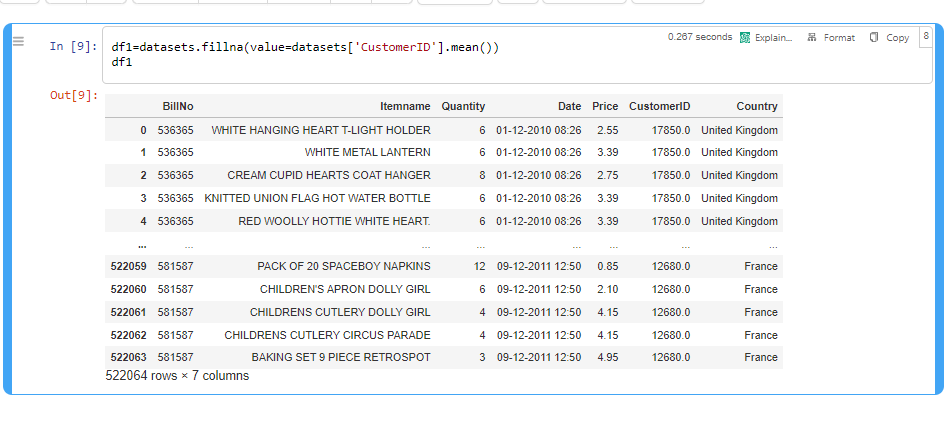 0.267 seconds Explain... Format Copy 8
In [9]: df1=datasets.fillna(value=datasets['CustomerID'].mean())
df1
Out[9]:
BillNo Itemname Quantity Date Price CustomerID Country
0 536365 WHITE HANGING HEART T-LIGHT HOLDER 6 01-12-2010 08:26 2.55 17850.0 United Kingdom
1 536365 WHITE METAL LANTERN 6 01-12-2010 08:26 3.39 17850.0 United Kingdom
2 536365 CREAM CUPID HEARTS COAT HANGER 8 01-12-2010 08:26 2.75 17850.0 United Kingdom
3 536365 KNITTED UNION FLAG HOT WATER BOTTLE 6 01-12-2010 08:26 3.39 17850.0 United Kingdom
4 536365 RED WOOLLY HOTTIE WHITE HEART. 6 01-12-2010 08:26 3.39 17850.0 United Kingdom
... ... ... ... ... ... ... ...
522059 581587 PACK OF 20 SPACEBOY NAPKINS 12 09-12-2011 12:50 0.85 12680.0 France
522060 581587 CHILDREN'S APRON DOLLY GIRL 6 09-12-2011 12:50 2.10 12680.0 France
522061 581587 CHILDRENS CUTLERY DOLLY GIRL 4 09-12-2011 12:50 4.15 12680.0 France
522062 581587 CHILDRENS CUTLERY CIRCUS PARADE 4 09-12-2011 12:50 4.15 12680.0 France
522063 581587 BAKING SET 9 PIECE RETROSPOT 3 09-12-2011 12:50 4.95 12680.0 France
522064 rows × 7 columns